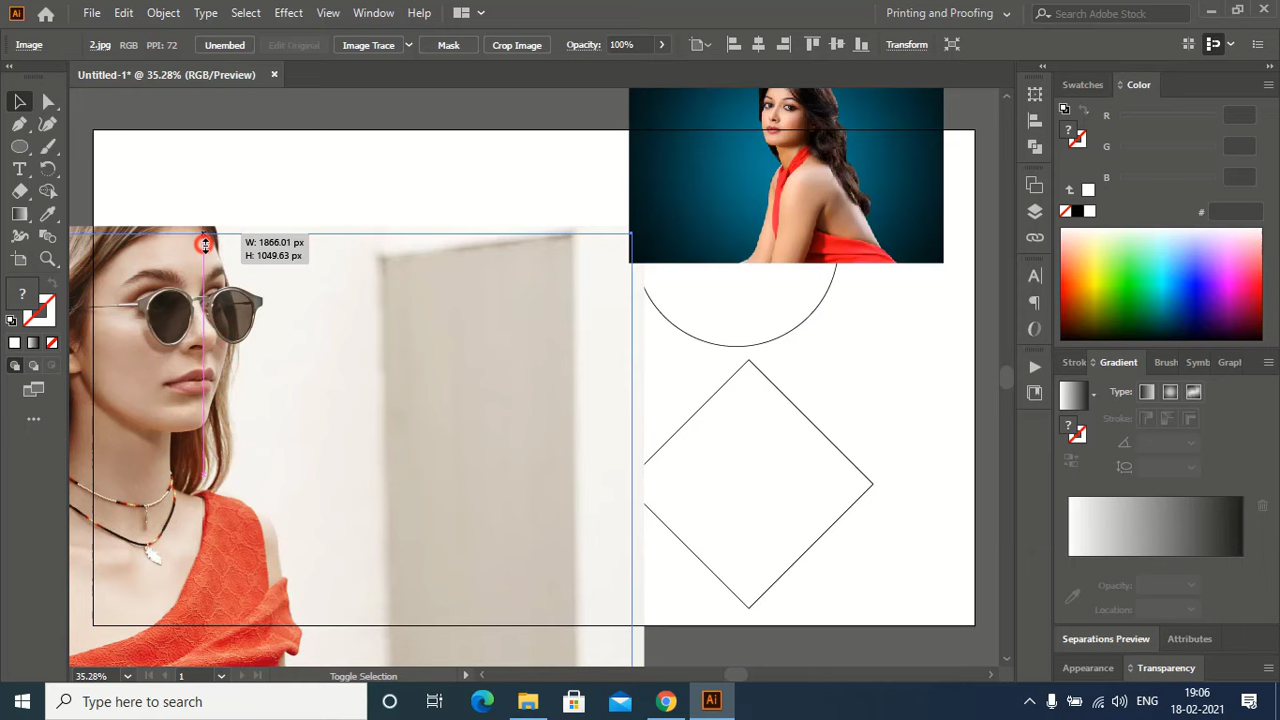 Ai File Edit Object Type Select Effect View Window Help Printing and Proofing Search Adobe Stock
Image 2.jpg RGB PPI: 72 Unembed Edit Original Image Trace Mask Crop Image Opacity: 100% Transform
Untitled-1* @ 35.28% (RGB/Preview)
Swatches Color
R
G
B
#
W: 1866.01 px
H: 1049.63 px
?
?
Strok Gradient Brush Symb Grapl
Type:
Stroke:
?
Opacity:
Location:
Separations Preview Attributes
Appearance Transparency
35.28% 1 Toggle Selection
Type here to search
Ai
ENG
19:06
18-02-2021